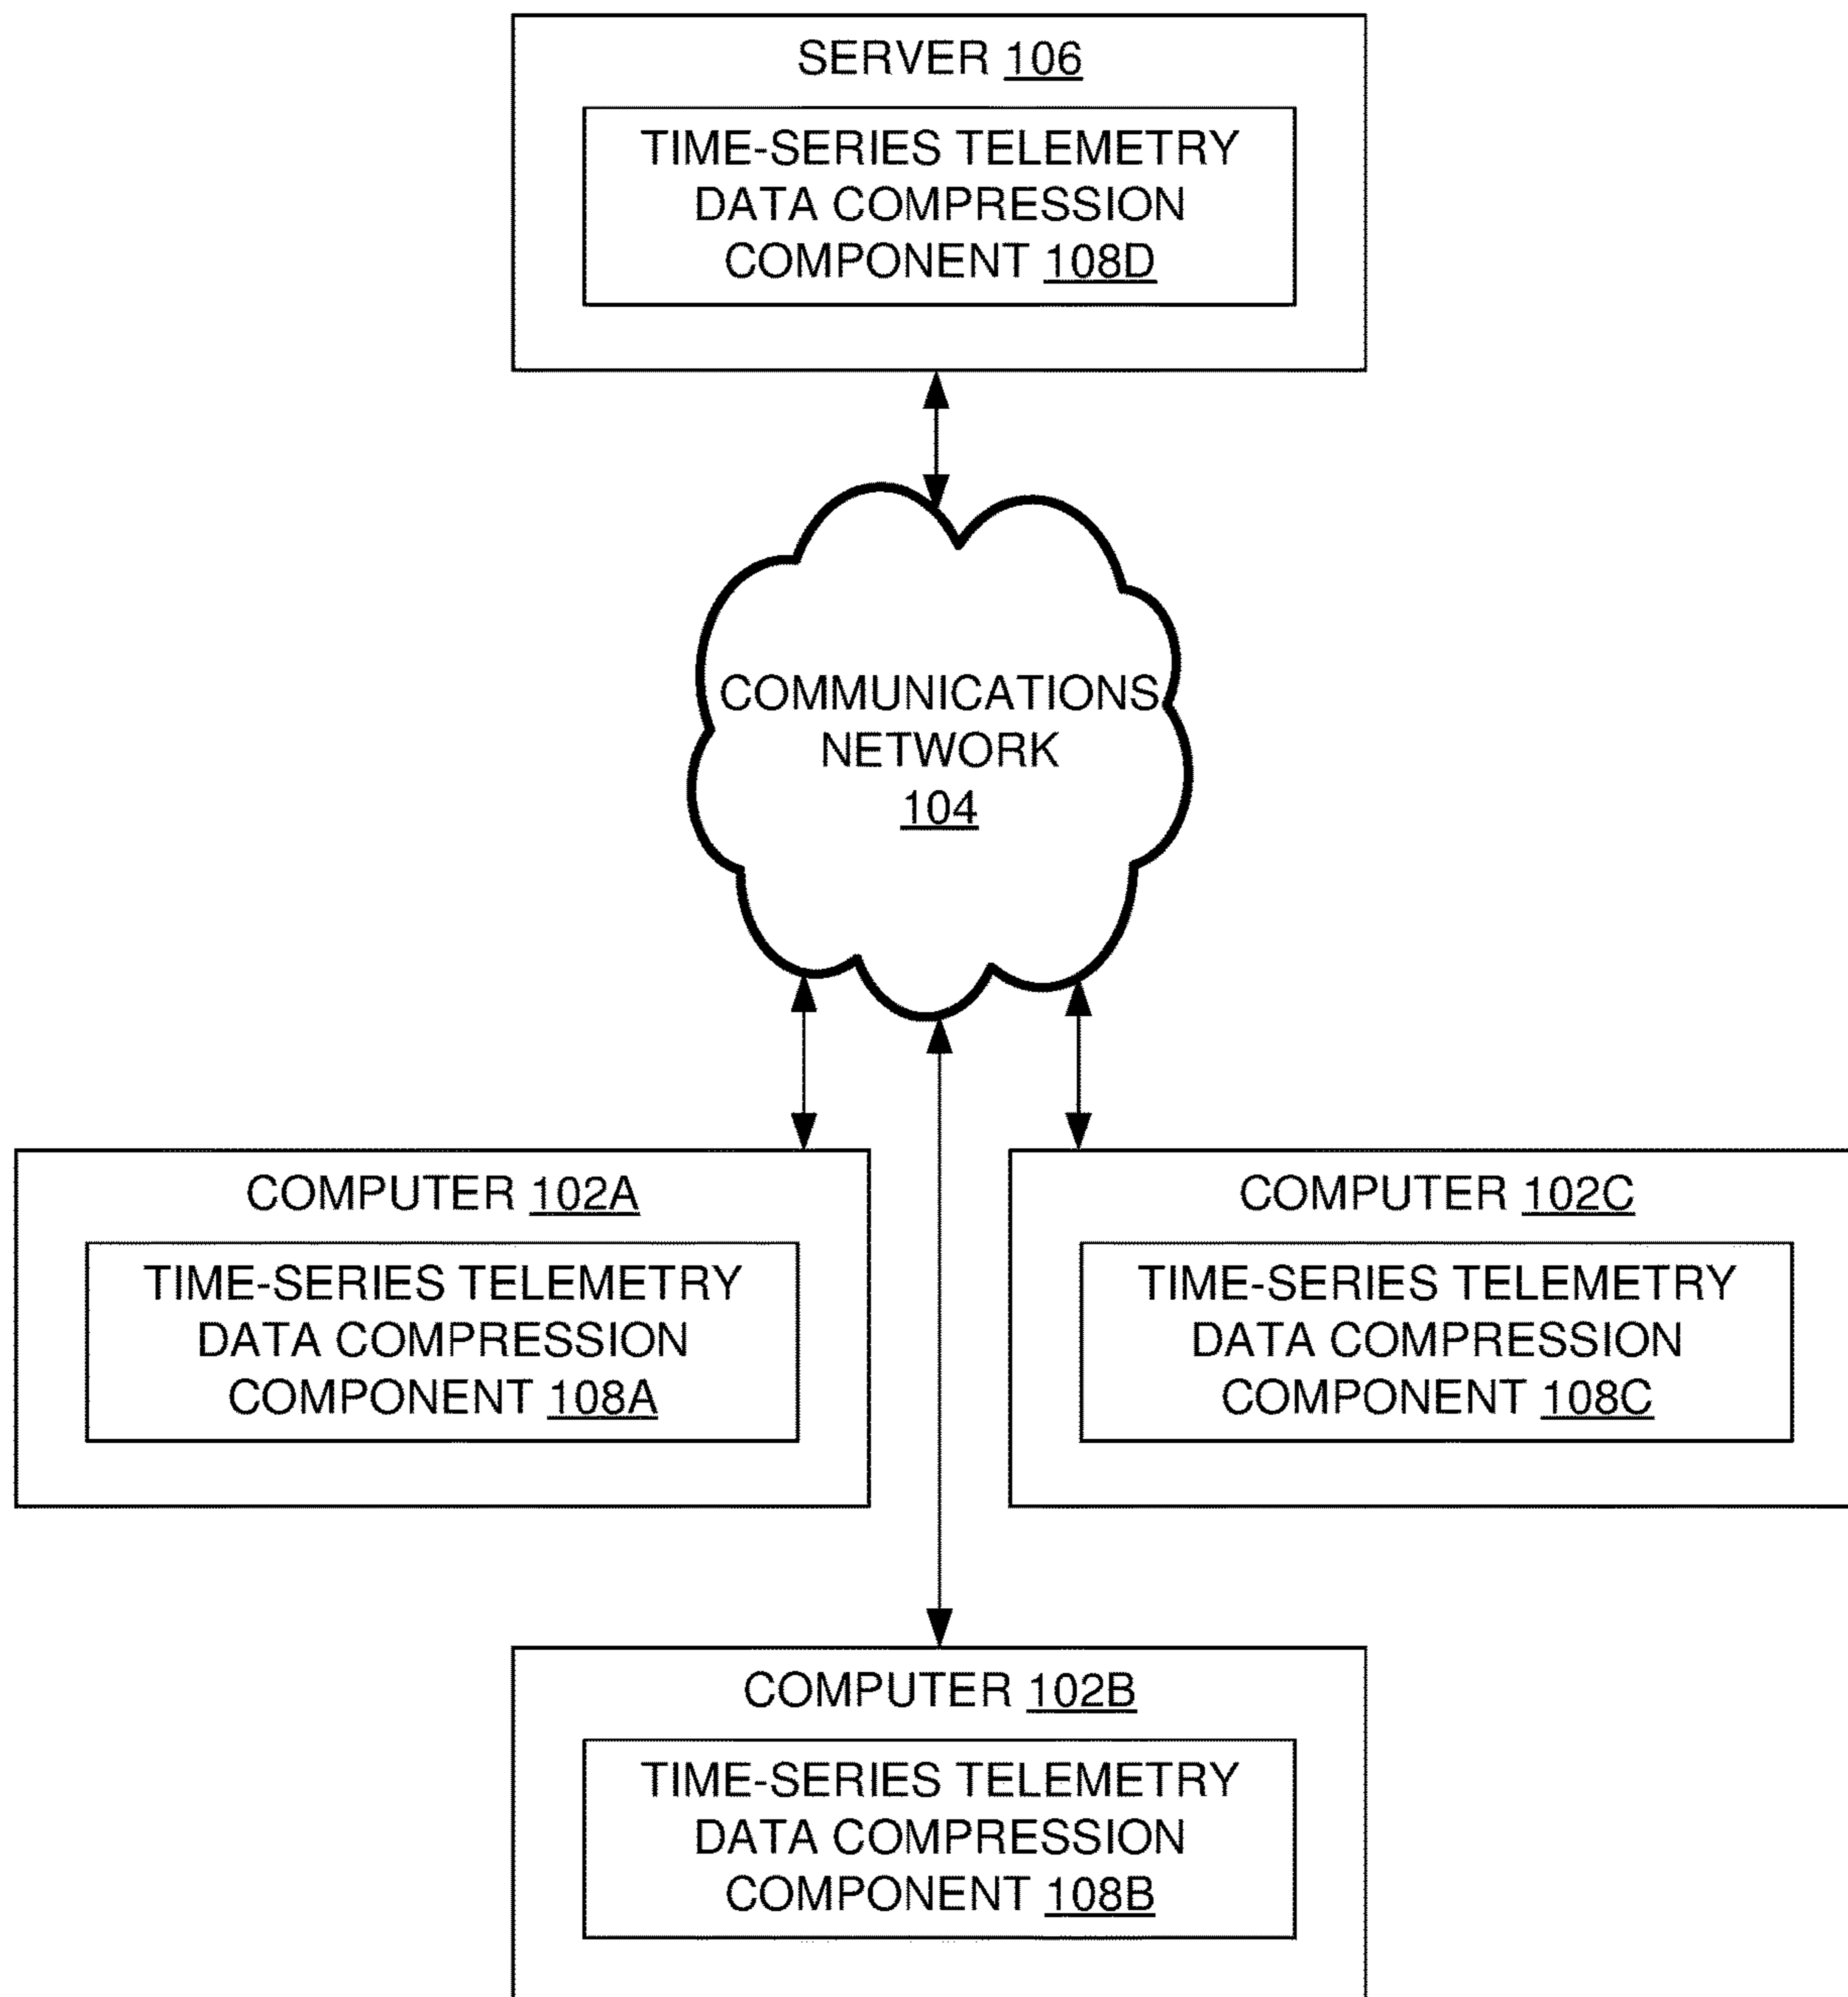 SERVER 106
TIME-SERIES TELEMETRY
DATA COMPRESSION
COMPONENT 108D
COMMUNICATIONS
NETWORK
104
COMPUTER 102A
TIME-SERIES TELEMETRY
DATA COMPRESSION
COMPONENT 108A
COMPUTER 102C
TIME-SERIES TELEMETRY
DATA COMPRESSION
COMPONENT 108C
COMPUTER 102B
TIME-SERIES TELEMETRY
DATA COMPRESSION
COMPONENT 108B